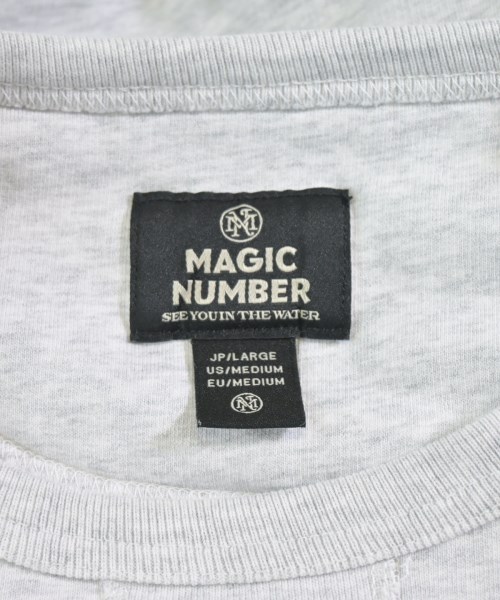 MAGIC
NUMBER
SEE YOU IN THE WATER
JP/LARGE
US/MEDIUM
EU/MEDIUM